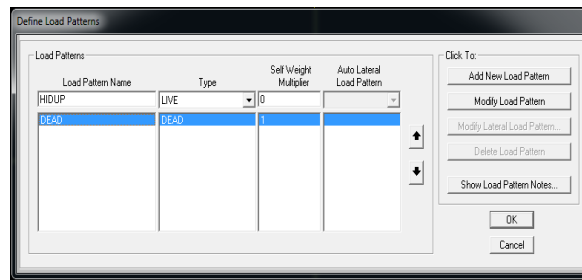 Define Load Patterns
Load Patterns
Load Pattern Name Type Self Weight Multiplier Auto Lateral Load Pattern
HIDUP LIVE 0
DEAD DEAD 1
Click To:
Add New Load Pattern
Modify Load Pattern
Modify Lateral Load Pattern...
Delete Load Pattern
Show Load Pattern Notes...
OK
Cancel